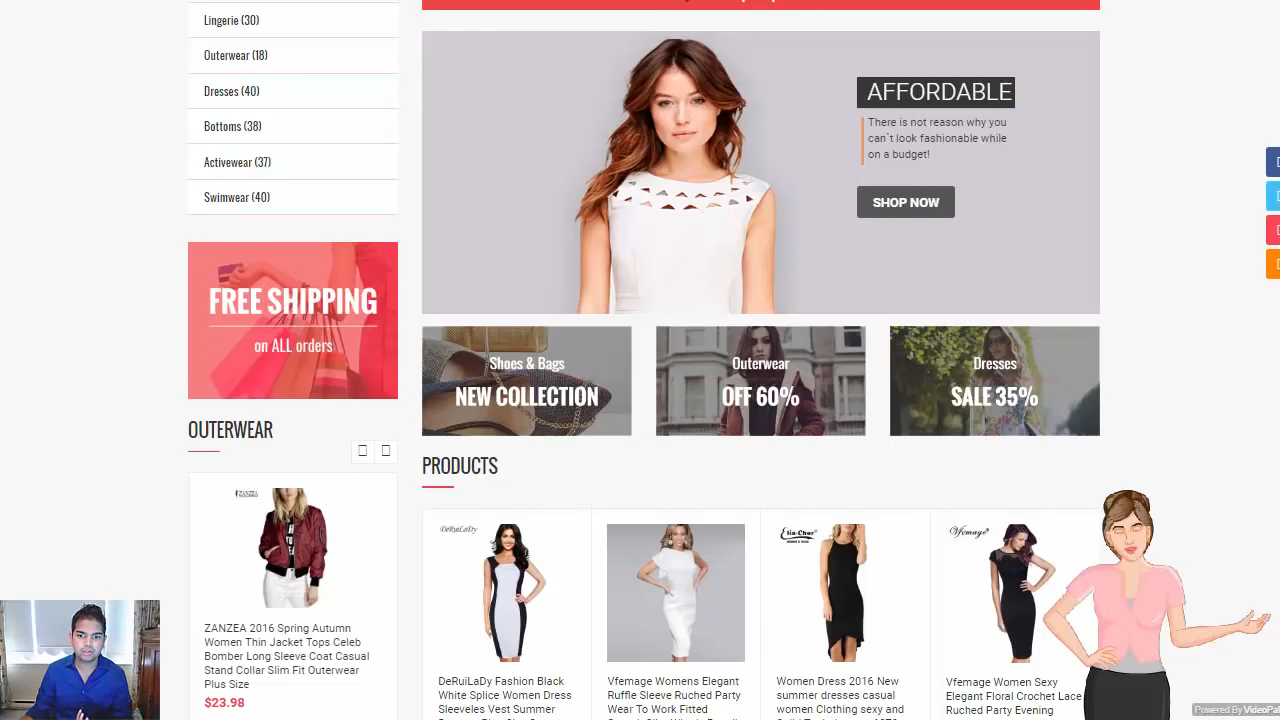 Lingerie (30)
Outerwear (18)
Dresses (40)
Bottoms (38)
Activewear (37)
Swimwear (40)
AFFORDABLE
There is not reason why you
can`t look fashionable while
on a budget!
SHOP NOW
FREE SHIPPING
on ALL orders
Shoes & Bags
NEW COLLECTION
Outerwear
OFF 60%
Dresses
SALE 35%
OUTERWEAR
ZANZEA
ZANZEA 2016 Spring Autumn
Women Thin Jacket Tops Celeb
Bomber Long Sleeve Coat Casual
Stand Collar Slim Fit Outerwear
Plus Size
$23.98
PRODUCTS
DeRuiLaDy
DeRuiLaDy Fashion Black
White Splice Women Dress
Sleeveles Vest Summer
Vfemage Womens Elegant
Ruffle Sleeve Ruched Party
Wear To Work Fitted
Elia Cher
Women Dress 2016 New
summer dresses casual
women Clothing sexy and
Vfemage
Vfemage Women Sexy
Elegant Floral Crochet Lace
Ruched Party Evening
Powered By VideoPal